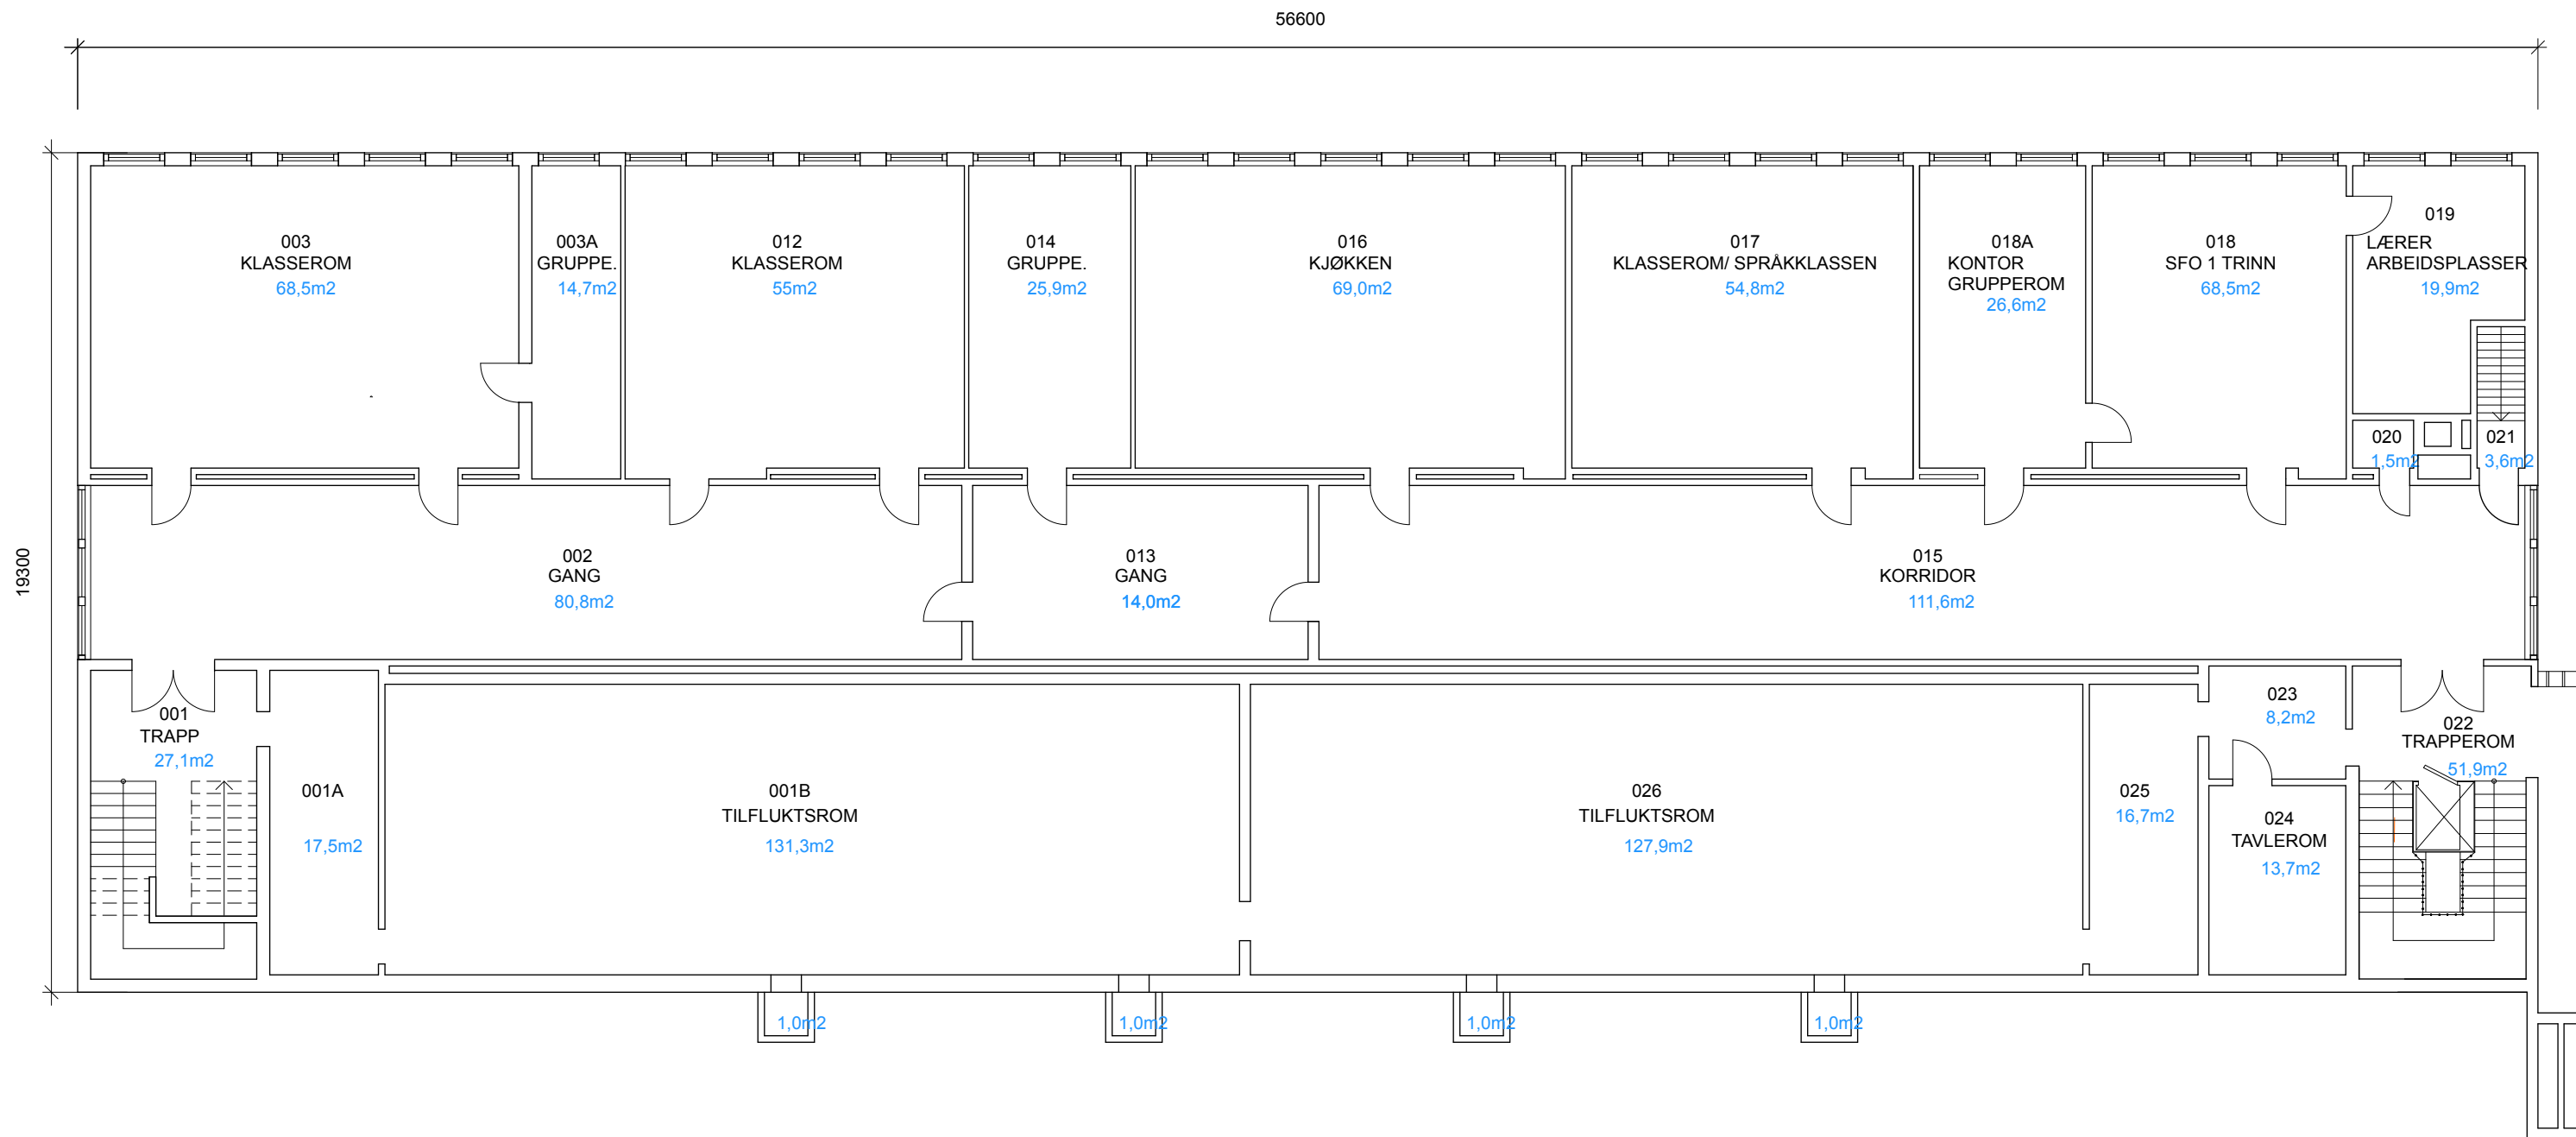 56600
19300
003
KLASSEROM
68,5m2
003A
GRUPPE.
14,7m2
012
KLASSEROM
55m2
014
GRUPPE.
25,9m2
016
KJØKKEN
69,0m2
017
KLASSEROM/ SPRÅKKLASSEN
54,8m2
018A
KONTOR
GRUPPEROM
26,6m2
018
SFO 1 TRINN
68,5m2
019
LÆRER
ARBEIDSPLASSER
19,9m2
020
1,5m2
021
3,6m2
002
GANG
80,8m2
013
GANG
14,0m2
015
KORRIDOR
111,6m2
001
TRAPP
27,1m2
001A
17,5m2
001B
TILFLUKTSROM
131,3m2
026
TILFLUKTSROM
127,9m2
025
16,7m2
023
8,2m2
024
TAVLEROM
13,7m2
022
TRAPPEROM
51,9m2
1,0m2
1,0m2
1,0m2
1,0m2